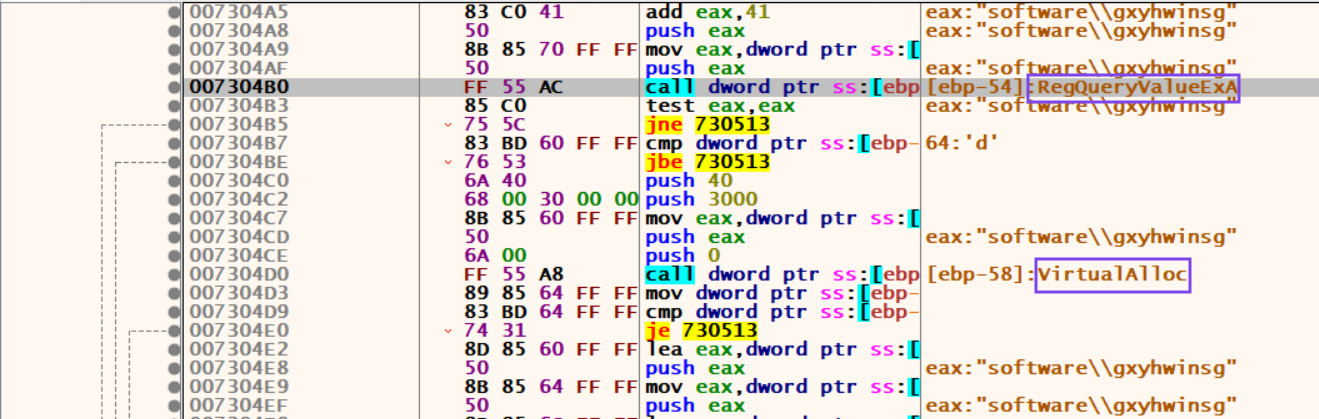 007304A5 83 C0 41 add eax,41 eax:"software\\gxyhwinsg"
007304A8 50 push eax eax:"software\\gxyhwinsg"
007304A9 8B 85 70 FF FF mov eax,dword ptr ss:[
007304AF 50 push eax eax:"software\\gxyhwinsg"
007304B0 FF 55 AC call dword ptr ss:[ebp [ebp-54]:RegQueryValueExA
007304B3 85 C0 test eax,eax eax:"software\\gxyhwinsg"
007304B5 75 5C jne 730513
007304B7 83 BD 60 FF FF cmp dword ptr ss:[ebp- 64:'d'
007304BE 76 53 jbe 730513
007304C0 6A 40 push 40
007304C2 68 00 30 00 00 push 3000
007304C7 8B 85 60 FF FF mov eax,dword ptr ss:[
007304CD 50 push eax eax:"software\\gxyhwinsg"
007304CE 6A 00 push 0
007304D0 FF 55 A8 call dword ptr ss:[ebp [ebp-58]:VirtualAlloc
007304D3 89 85 64 FF FF mov dword ptr ss:[ebp-
007304D9 83 BD 64 FF FF cmp dword ptr ss:[ebp-
007304E0 74 31 je 730513
007304E2 8D 85 60 FF FF lea eax,dword ptr ss:[
007304E8 50 push eax eax:"software\\gxyhwinsg"
007304E9 8B 85 64 FF FF mov eax,dword ptr ss:[
007304EF 50 push eax eax:"software\\gxyhwinsg"